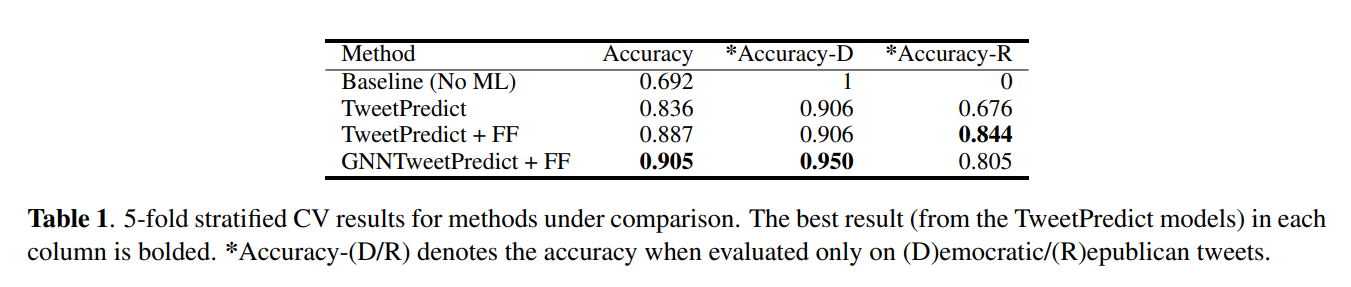 Method Accuracy *Accuracy-D *Accuracy-R
Baseline (No ML) 0.692 1 0
TweetPredict 0.836 0.906 0.676
TweetPredict + FF 0.887 0.906 0.844
GNNTweetPredict + FF 0.905 0.950 0.805
Table 1. 5-fold stratified CV results for methods under comparison. The best result (from the TweetPredict models) in each
column is bolded. *Accuracy-(D/R) denotes the accuracy when evaluated only on (D)emocratic/(R)epublican tweets.